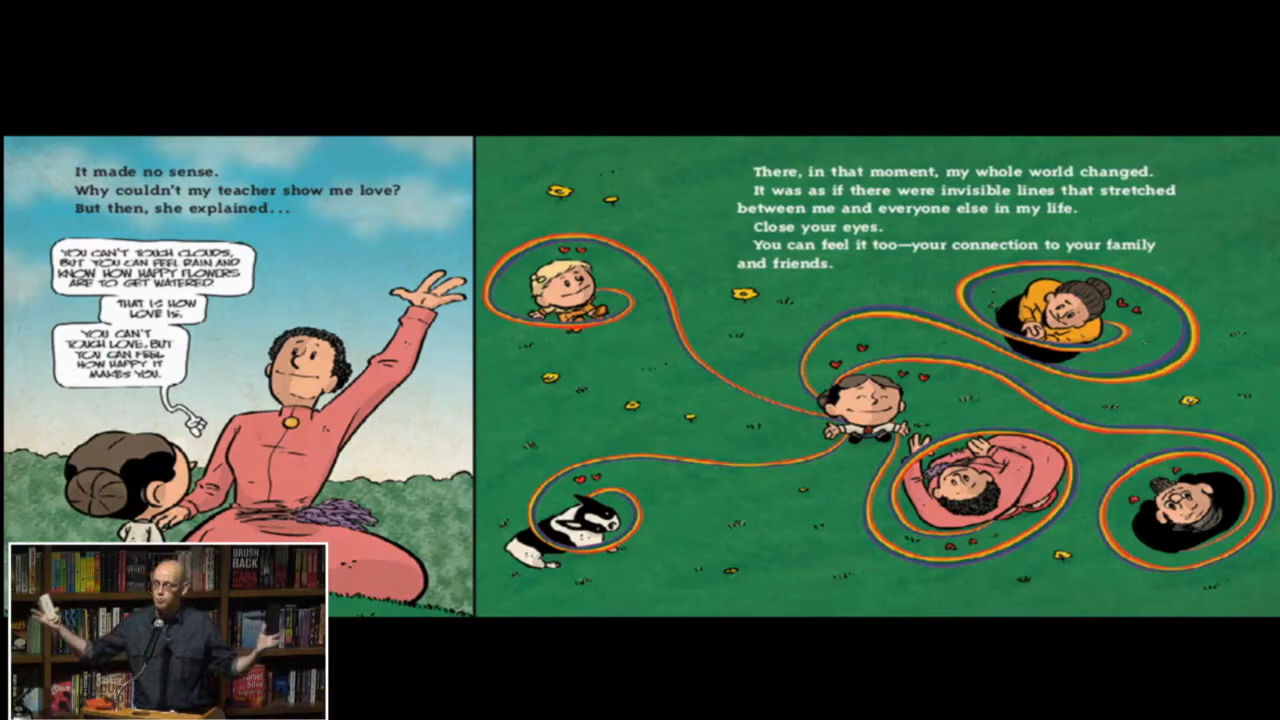 It made no sense.
Why couldn't my teacher show me love?
But then, she explained...
YOU CAN'T TOUCH CLOUDS,
BUT YOU CAN FEEL RAIN AND
KNOW HOW HAPPY FLOWERS
ARE TO GET WATERED.
THAT IS HOW
LOVE IS.
YOU CAN'T
TOUCH LOVE, BUT
YOU CAN FEEL
HOW HAPPY IT
MAKES YOU.
There, in that moment, my whole world changed.
It was as if there were invisible lines that stretched
between me and everyone else in my life.
Close your eyes.
You can feel it too—your connection to your family
and friends.
BRUSH
BACK